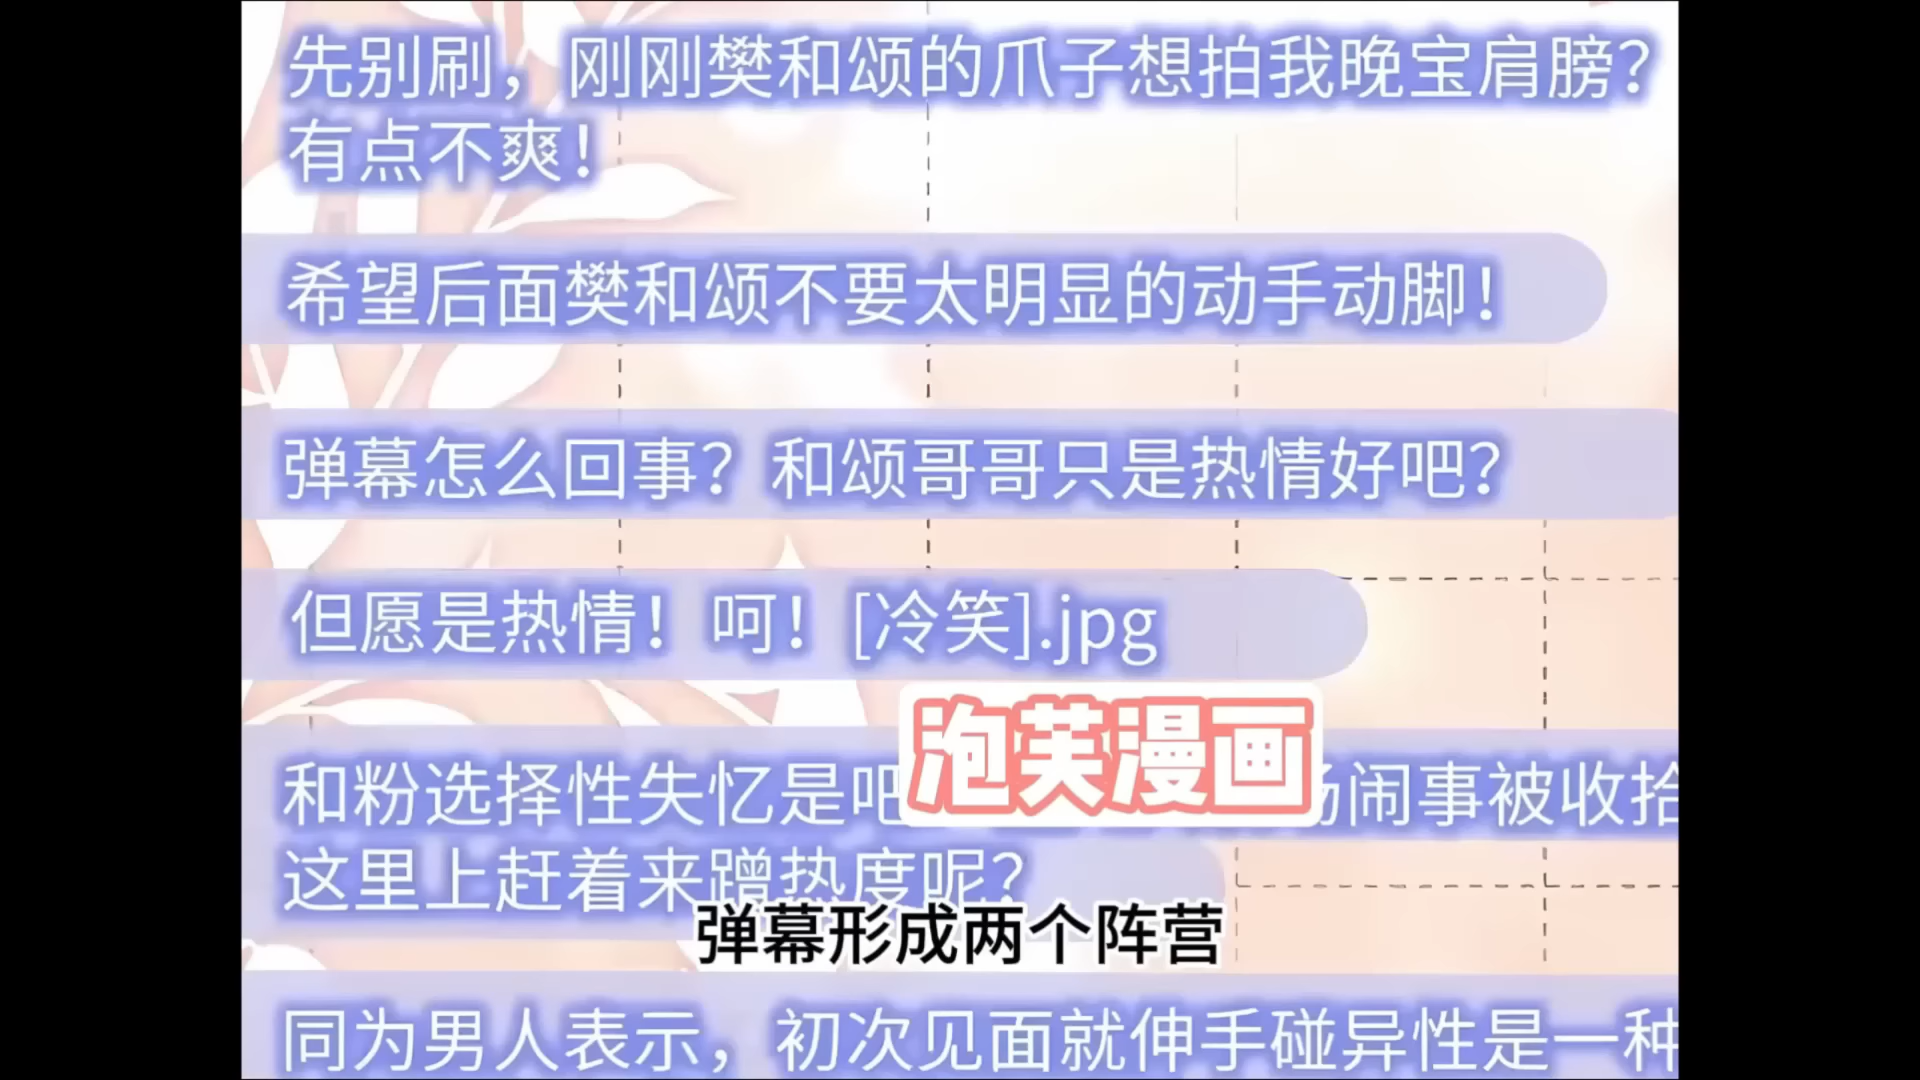 先别刷，刚刚樊和颂的爪子想拍我晚宝肩膀？
有点不爽！
希望后面樊和颂不要太明显的动手动脚！
弹幕怎么回事？和颂哥哥只是热情好吧？
但愿是热情！呵！[冷笑].jpg
和粉选择性失忆是吧
泡芙漫画
闹事被收拾
这里上赶着来蹭热度呢？
弹幕形成两个阵营
同为男人表示，初次见面就伸手碰异性是一种